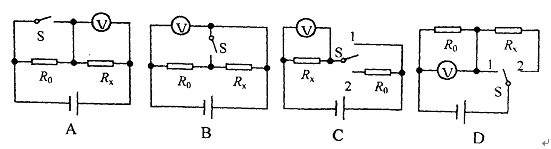 S V R₀ Rₓ A
V S R₀ Rₓ B
V S 1 2 Rₓ R₀ C
R₀ Rₓ V 1 2 S D